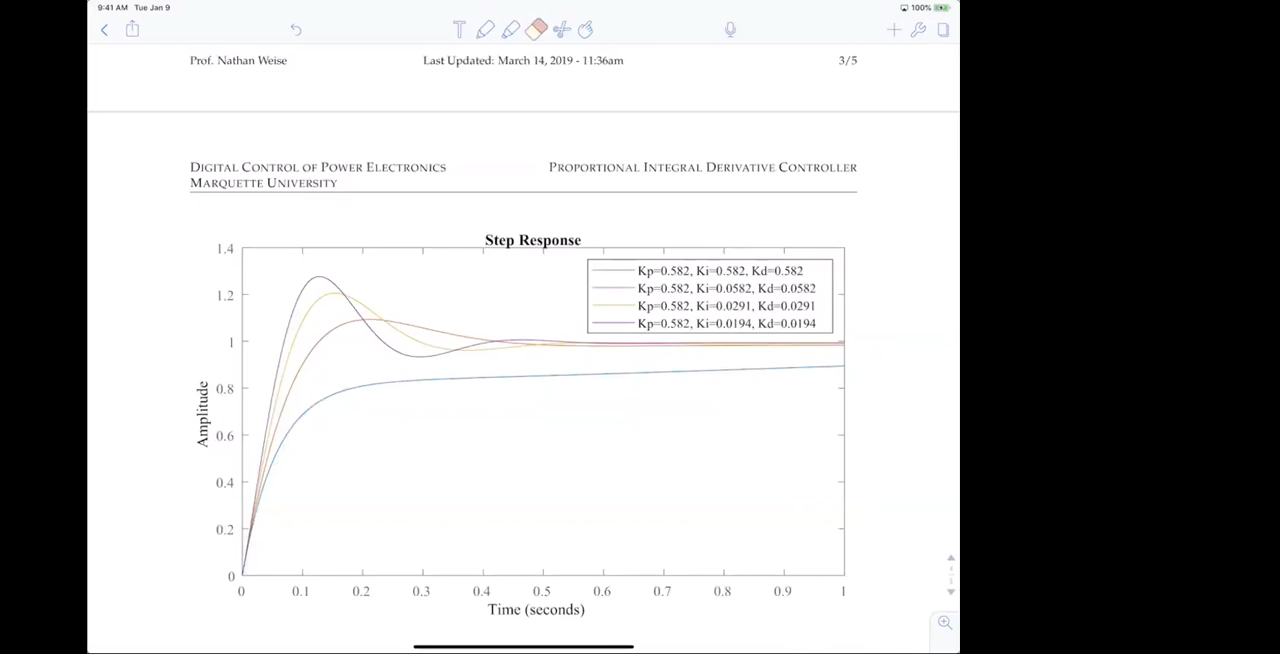 9:41 AM Tue Jan 9
100%
Prof. Nathan Weise Last Updated: March 14, 2019 - 11:36am 3/5
DIGITAL CONTROL OF POWER ELECTRONICS PROPORTIONAL INTEGRAL DERIVATIVE CONTROLLER
MARQUETTE UNIVERSITY
Step Response
1.4
1.2
1
0.8
0.6
0.4
0.2
0
Amplitude
Kp=0.582, Ki=0.582, Kd=0.582
Kp=0.582, Ki=0.0582, Kd=0.0582
Kp=0.582, Ki=0.0291, Kd=0.0291
Kp=0.582, Ki=0.0194, Kd=0.0194
0 0.1 0.2 0.3 0.4 0.5 0.6 0.7 0.8 0.9 1
Time (seconds)